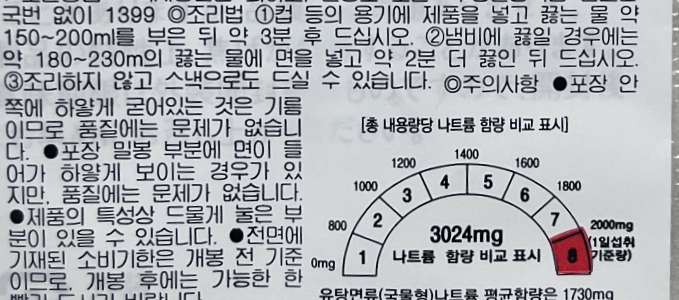 국번 없이 1399 ◎조리법 ①컵 등의 용기에 제품을 넣고 끓는 물 약
150~200ml를 부은 뒤 약 3분 후 드십시오. ②냄비에 끓일 경우에는
약 180~230m의 끓는 물에 면을 넣고 약 2분 더 끓인 뒤 드십시오.
③조리하지 않고 스낵으로도 드실 수 있습니다. ◎주의사항 ●포장 안
쪽에 하얗게 굳어있는 것은 기름
이므로 품질에는 문제가 없습니
다. ●포장 밀봉 부분에 면이 들
어가 하얗게 보이는 경우가 있
지만, 품질에는 문제가 없습니다.
●제품의 특성상 드물게 눌은 부
분이 있을 수 있습니다. ●전면에
기재된 소비기한은 개봉 전 기준
이므로, 개봉 후에는 가능한 한
[총 내용량당 나트륨 함량 비교 표시]
0mg
800
1000
1200
1400
1600
1800
2000mg
(1일섭취
기준량)
1
2
3
4
5
6
7
8
3024mg
나트륨 함량 비교 표시
유탕면류(국물형)나트륨 평균함량은 1730mg